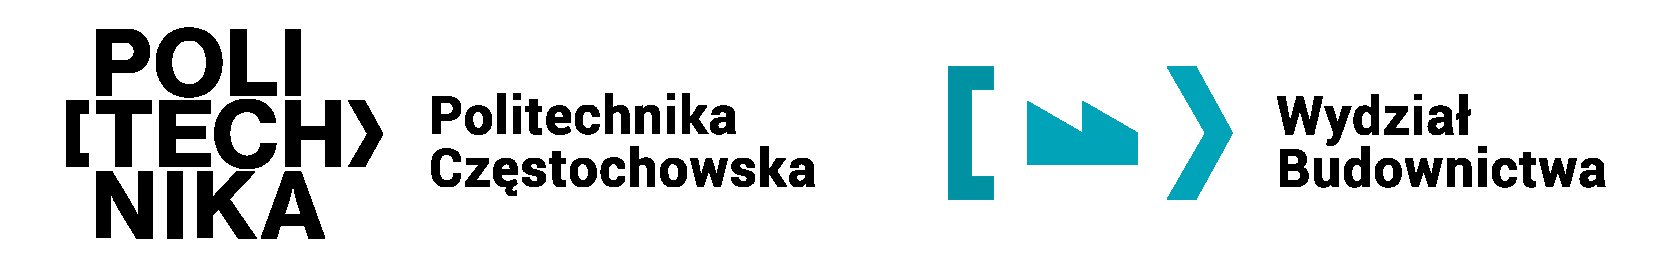 POLI
[TECH>
NIKA
Politechnika
Częstochowska
Wydział
Budownictwa